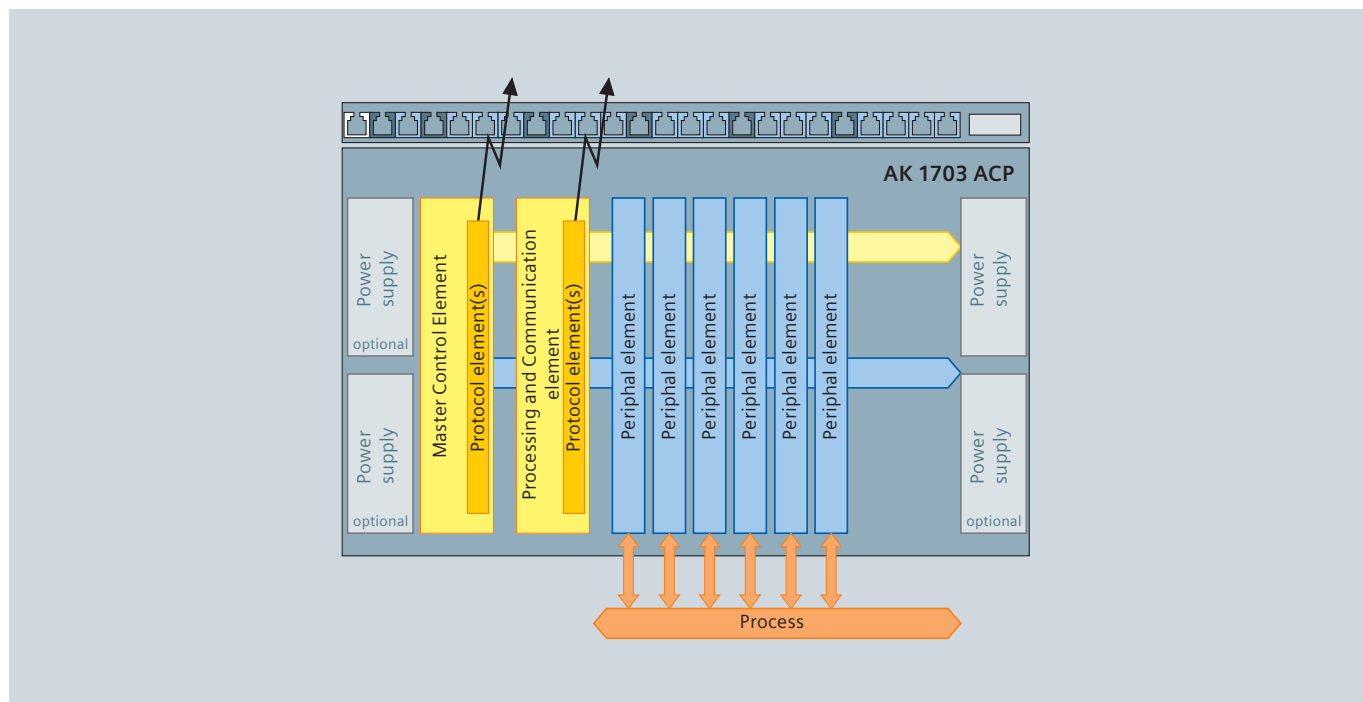 AK 1703 ACP
Power
supply
optional
Power
supply
optional
Master Control Element
Protocol element(s)
Processing and Communication
element
Protocol element(s)
Periphal element
Periphal element
Periphal element
Periphal element
Periphal element
Periphal element
Power
supply
Power
supply
optional
Process